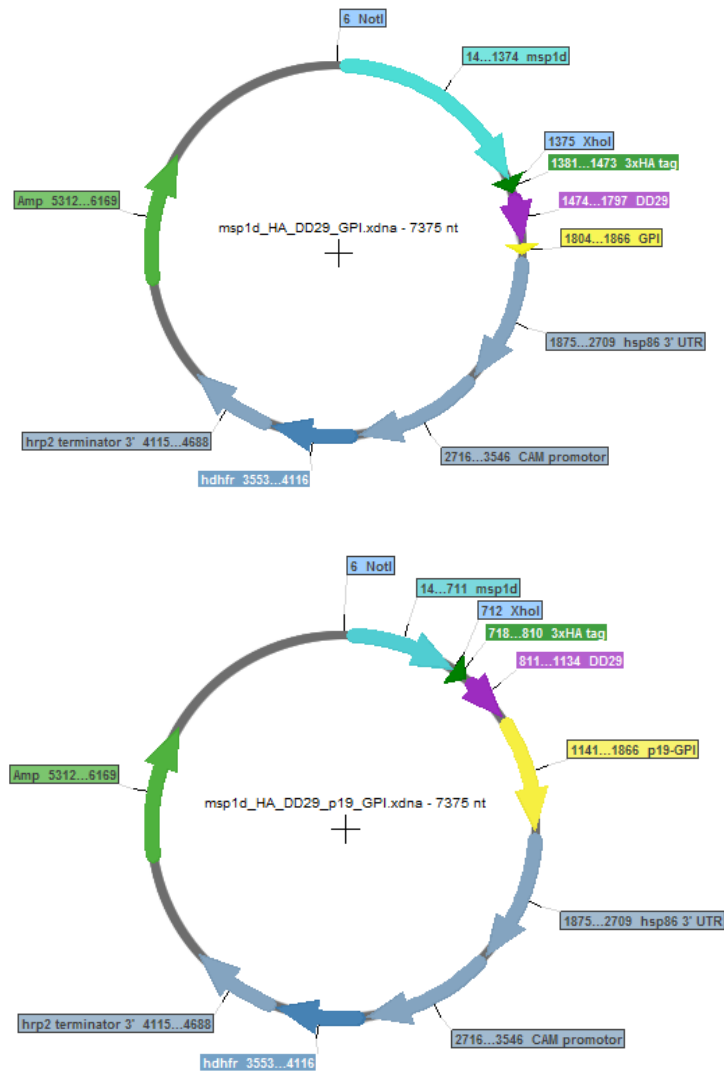 6 NotI
14...1374 msp1d
1375 XhoI
1381...1473 3xHA tag
Amp 5312...6169
1474...1797 DD29
msp1d_HA_DD29_GPI.xdna - 7375 nt
1804...1866 GPI
1875...2709 hsp86 3' UTR
hrp2 terminator 3' 4115...4688
2716...3546 CAM promotor
hdhfr 3553...4116
6 NotI
14...711 msp1d
712 XhoI
718...810 3xHA tag
811...1134 DD29
1141...1866 p19-GPI
Amp 5312...6169
msp1d_HA_DD29_p19_GPI.xdna - 7375 nt
1875...2709 hsp86 3' UTR
hrp2 terminator 3' 4115...4688
2716...3546 CAM promotor
hdhfr 3553...4116